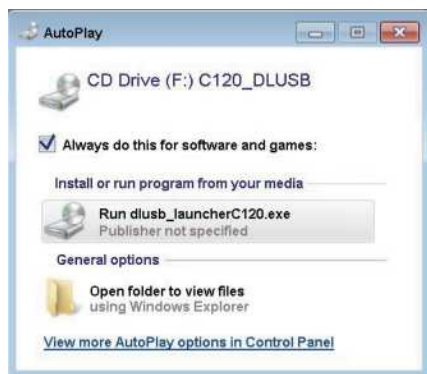 AutoPlay
CD Drive (F:) C120_DLUSB
Always do this for software and games:
Install or run program from your media
Run dlusb_launcherC120.exe
Publisher not specified
General options
Open folder to view files
using Windows Explorer
View more AutoPlay options in Control Panel